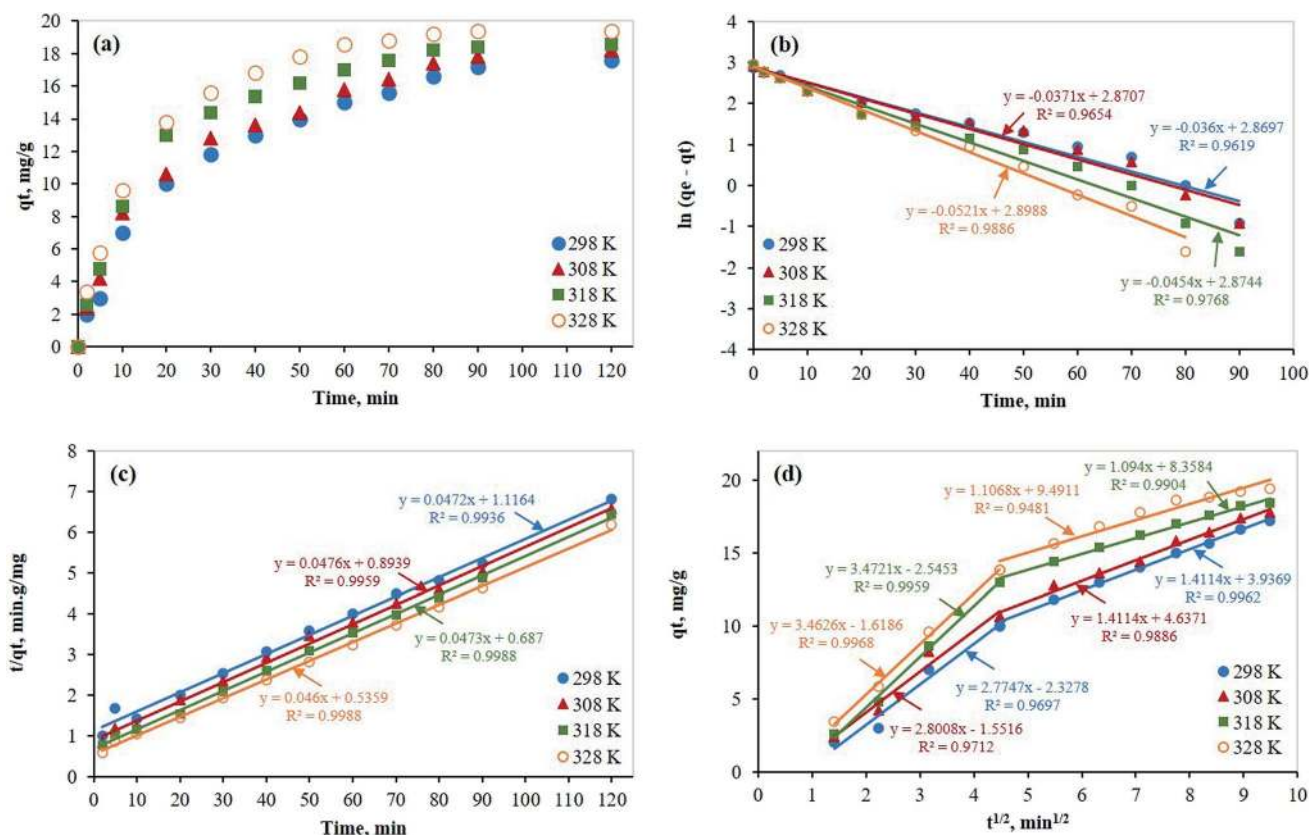 (a)
qt, mg/g
20
18
16
14
12
10
8
6
4
2
0
0 10 20 30 40 50 60 70 80 90 100 110 120
Time, min
298 K
308 K
318 K
328 K
(b)
ln (qe - qt)
4
3
2
1
0
-1
-2
-3
-4
0 10 20 30 40 50 60 70 80 90 100
Time, min
y = -0.0371x + 2.8707
R² = 0.9654
y = -0.036x + 2.8697
R² = 0.9619
y = -0.0521x + 2.8988
R² = 0.9886
y = -0.0454x + 2.8744
R² = 0.9768
298 K
308 K
318 K
328 K
(c)
t/qt, min.g/mg
8
7
6
5
4
3
2
1
0
0 10 20 30 40 50 60 70 80 90 100 110 120
Time, min
y = 0.0472x + 1.1164
R² = 0.9936
y = 0.0476x + 0.8939
R² = 0.9959
y = 0.0473x + 0.687
R² = 0.9988
y = 0.046x + 0.5359
R² = 0.9988
298 K
308 K
318 K
328 K
(d)
qt, mg/g
20
15
10
5
0
0 1 2 3 4 5 6 7 8 9 10
t^1/2, min^1/2
y = 1.094x + 8.3584
R² = 0.9904
y = 1.1068x + 9.4911
R² = 0.9481
y = 3.4721x - 2.5453
R² = 0.9959
y = 3.4626x - 1.6186
R² = 0.9968
y = 1.4114x + 3.9369
R² = 0.9962
y = 1.4114x + 4.6371
R² = 0.9886
y = 2.7747x - 2.3278
R² = 0.9697
y = 2.8008x - 1.5516
R² = 0.9712
298 K
308 K
318 K
328 K